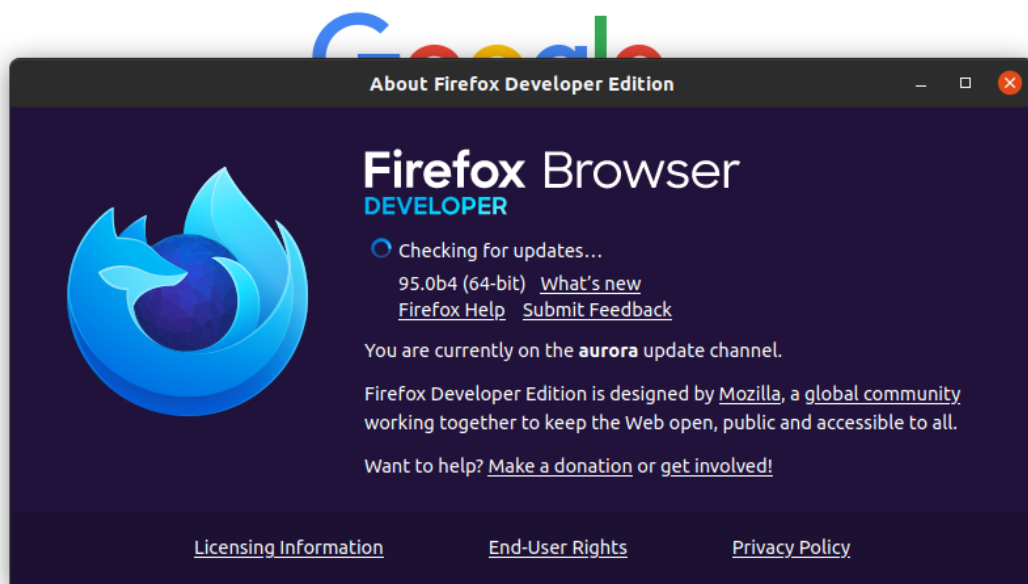 Google
About Firefox Developer Edition
Firefox Browser
DEVELOPER
Checking for updates…
95.0b4 (64-bit) What's new
Firefox Help Submit Feedback
You are currently on the aurora update channel.
Firefox Developer Edition is designed by Mozilla, a global community
working together to keep the Web open, public and accessible to all.
Want to help? Make a donation or get involved!
Licensing Information End-User Rights Privacy Policy